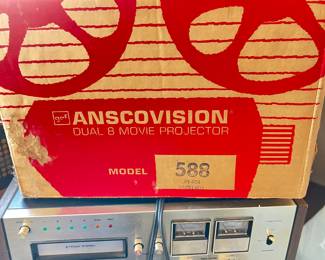 gaf ANSCOVISION®
DUAL 8 MOVIE PROJECTOR
MODEL 588